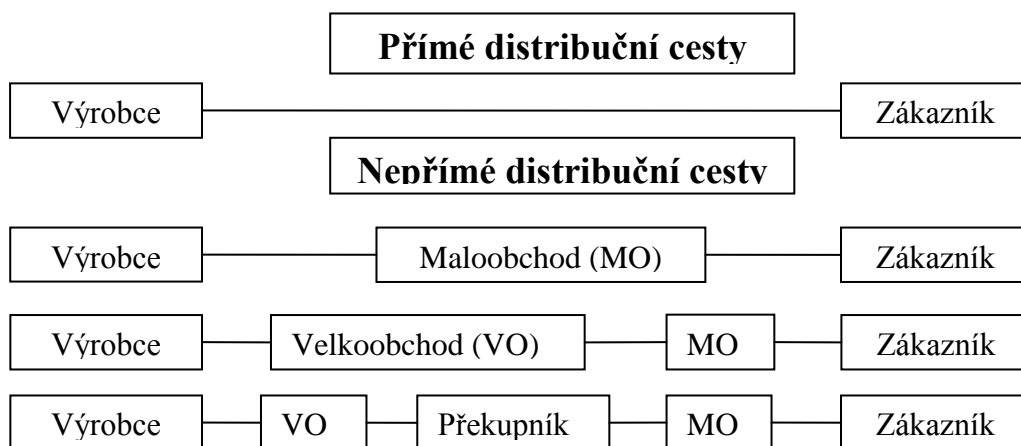 Přímé distribuční cesty
Výrobce Zákazník
Nepřímé distribuční cesty
Výrobce Maloobchod (MO) Zákazník
Výrobce Velkoobchod (VO) MO Zákazník
Výrobce VO Překupník MO Zákazník